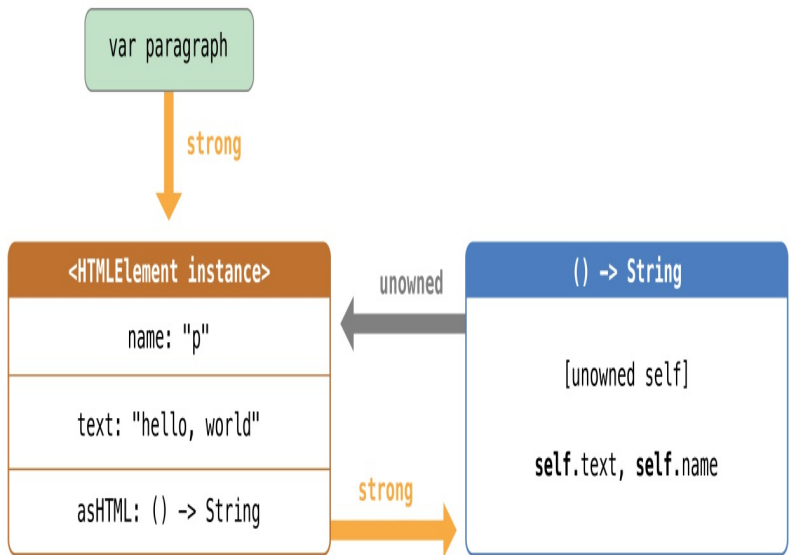 var paragraph
strong
<HTMLElement instance>
name: "p"
text: "hello, world"
asHTML: () -> String
unowned
strong
() -> String
[unowned self]
self.text, self.name